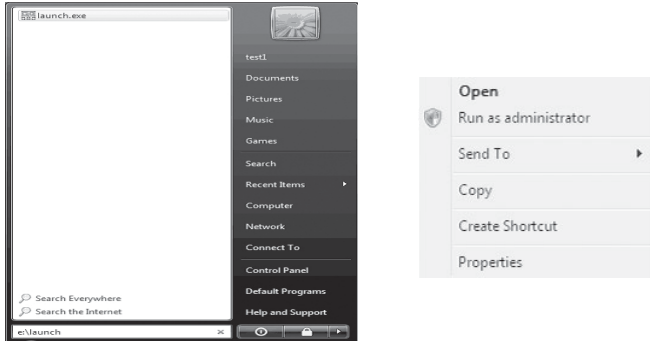 launch.exe
Search Everywhere
Search the Internet
e:\launch
test1
Documents
Pictures
Music
Games
Search
Recent Items
Computer
Network
Connect To
Control Panel
Default Programs
Help and Support
Open
Run as administrator
Send To
Copy
Create Shortcut
Properties